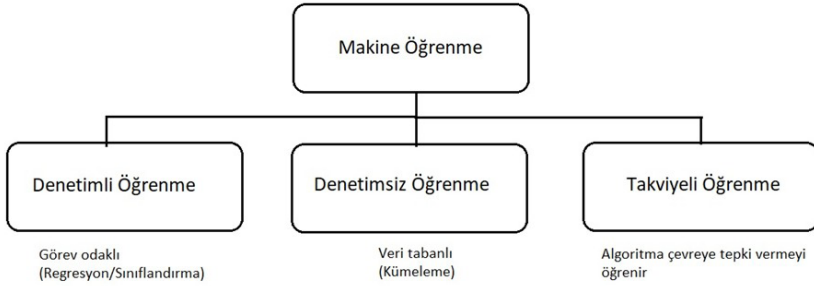 Makine Öğrenme
Denetimli Öğrenme
Denetimsiz Öğrenme
Takviyeli Öğrenme
Görev odaklı
(Regresyon/Sınıflandırma)
Veri tabanlı
(Kümeleme)
Algoritma çevreye tepki vermeyi
öğrenir